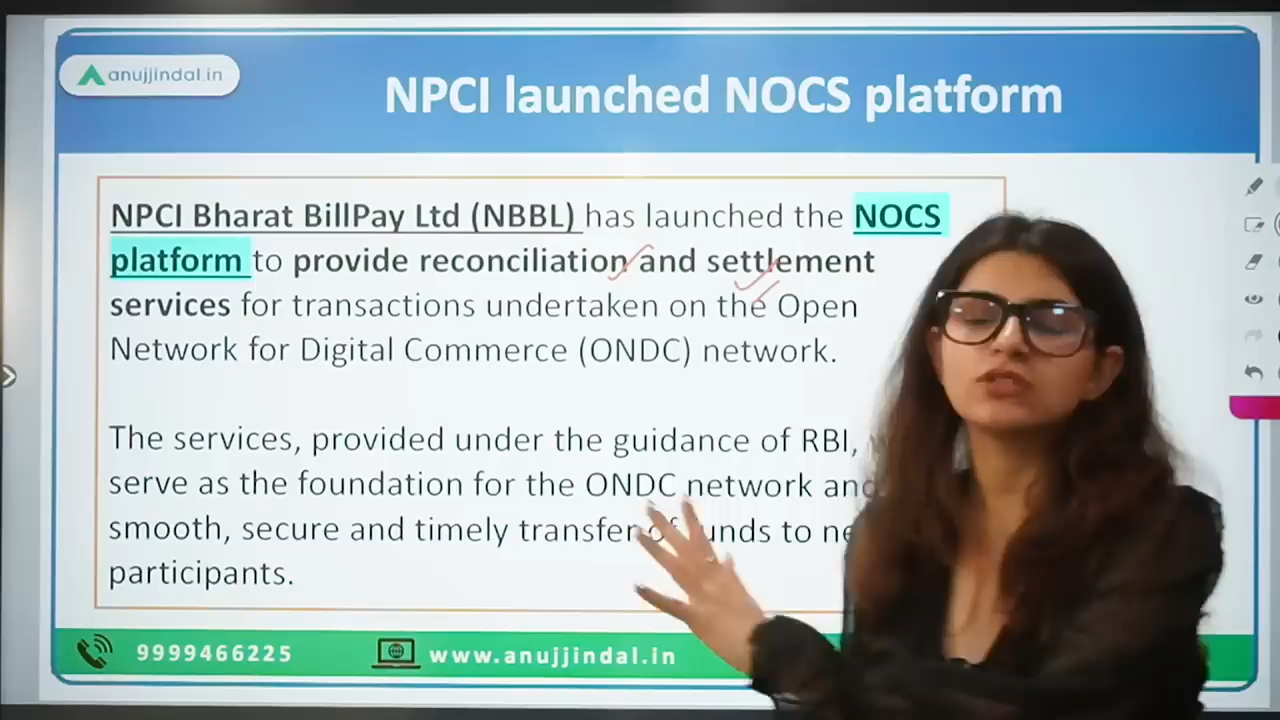 anujjindal.in
NPCI launched NOCS platform
NPCI Bharat BillPay Ltd (NBBL) has launched the NOCS
platform to provide reconciliation and settlement
services for transactions undertaken on the Open
Network for Digital Commerce (ONDC) network.
The services, provided under the guidance of RBI,
serve as the foundation for the ONDC network and
smooth, secure and timely transfer of funds to
participants.
9999466225
www.anujjindal.in